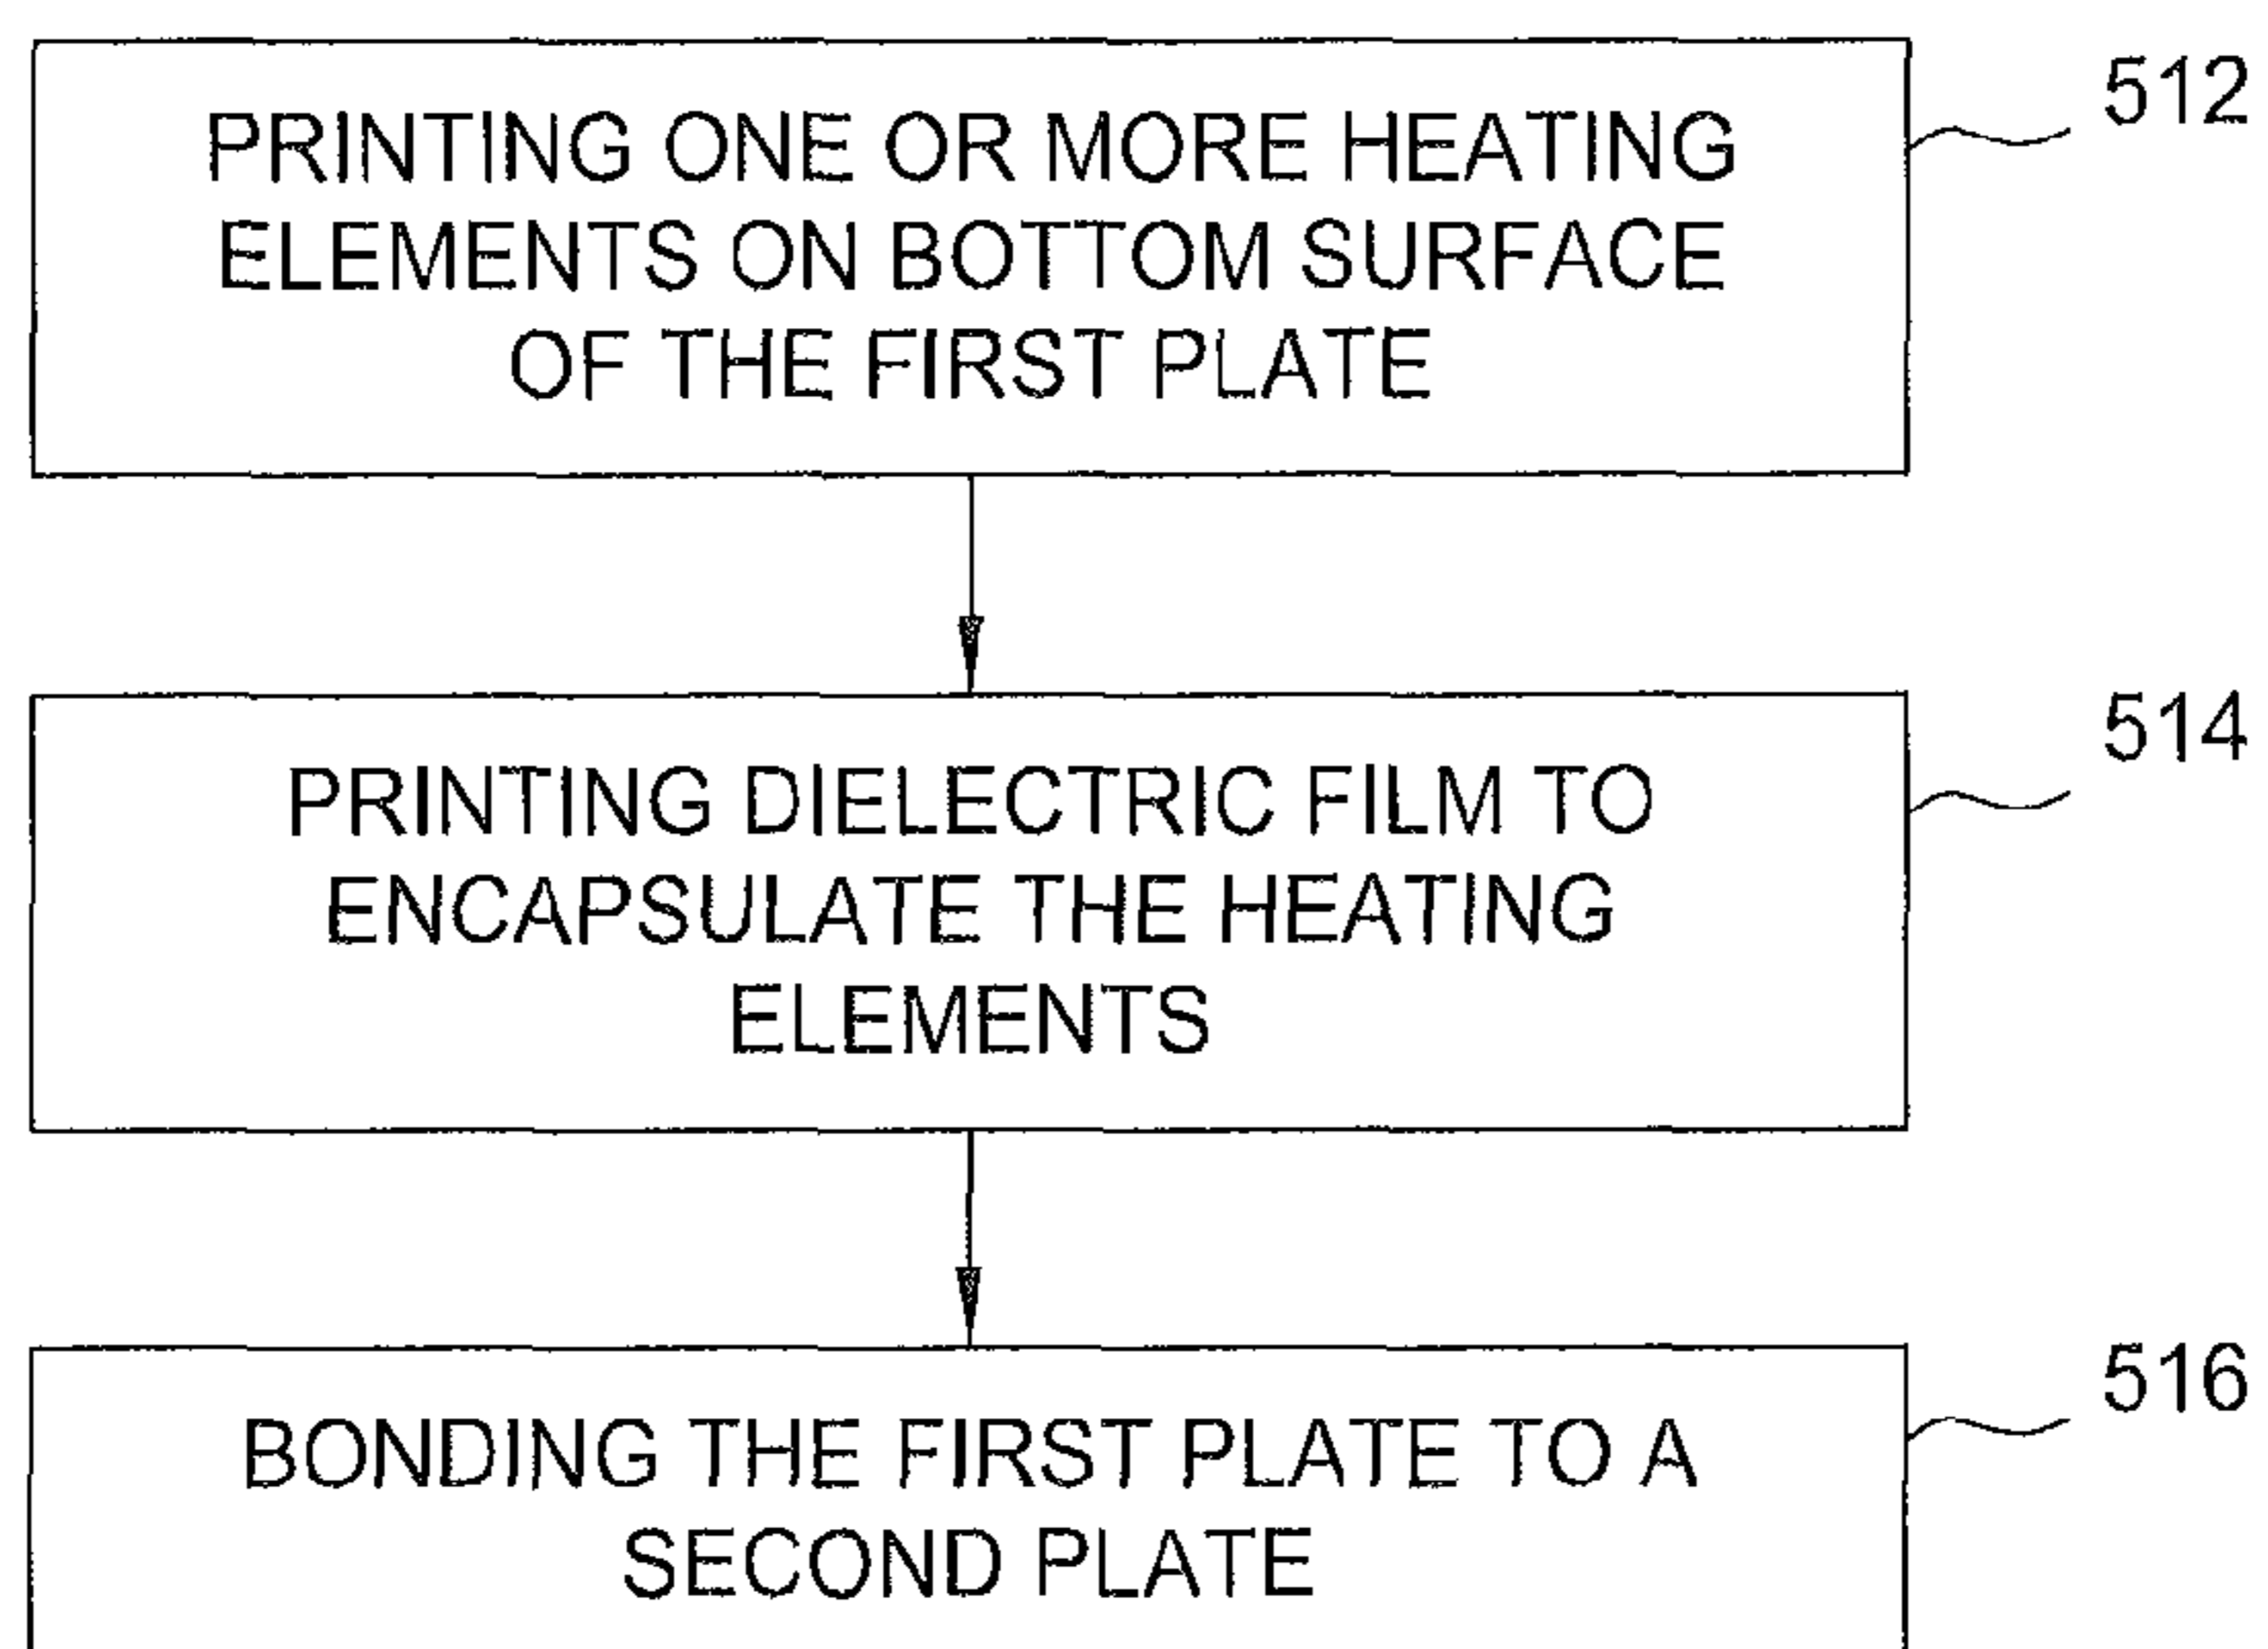 PRINTING ONE OR MORE HEATING
ELEMENTS ON BOTTOM SURFACE
OF THE FIRST PLATE
512
PRINTING DIELECTRIC FILM TO
ENCAPSULATE THE HEATING
ELEMENTS
514
BONDING THE FIRST PLATE TO A
SECOND PLATE
516